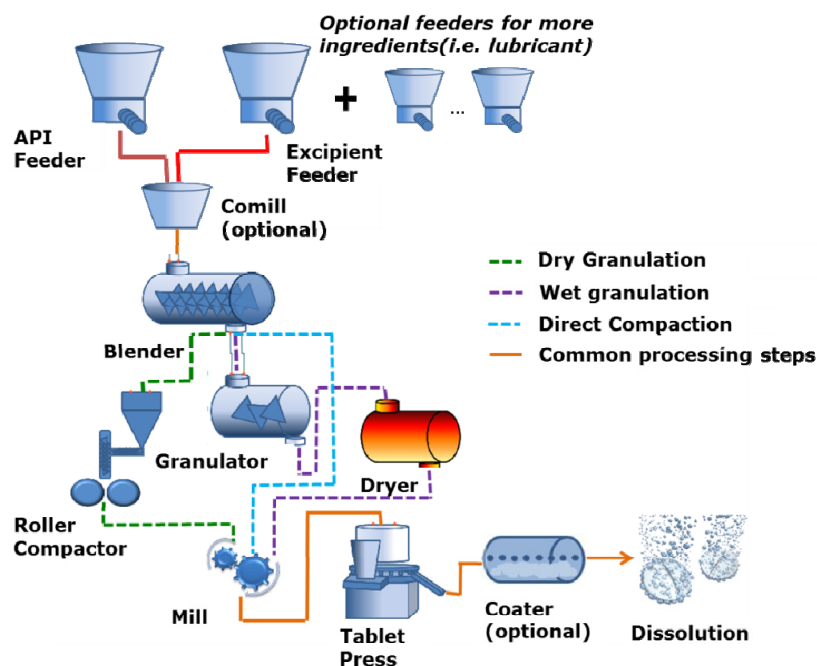 Optional feeders for more
ingredients(i.e. lubricant)
+
...
API
Feeder
Excipient
Feeder
Comill
(optional)
Dry Granulation
Wet granulation
Direct Compaction
Common processing steps
Blender
Granulator
Dryer
Roller
Compactor
Mill
Tablet
Press
Coater
(optional)
Dissolution